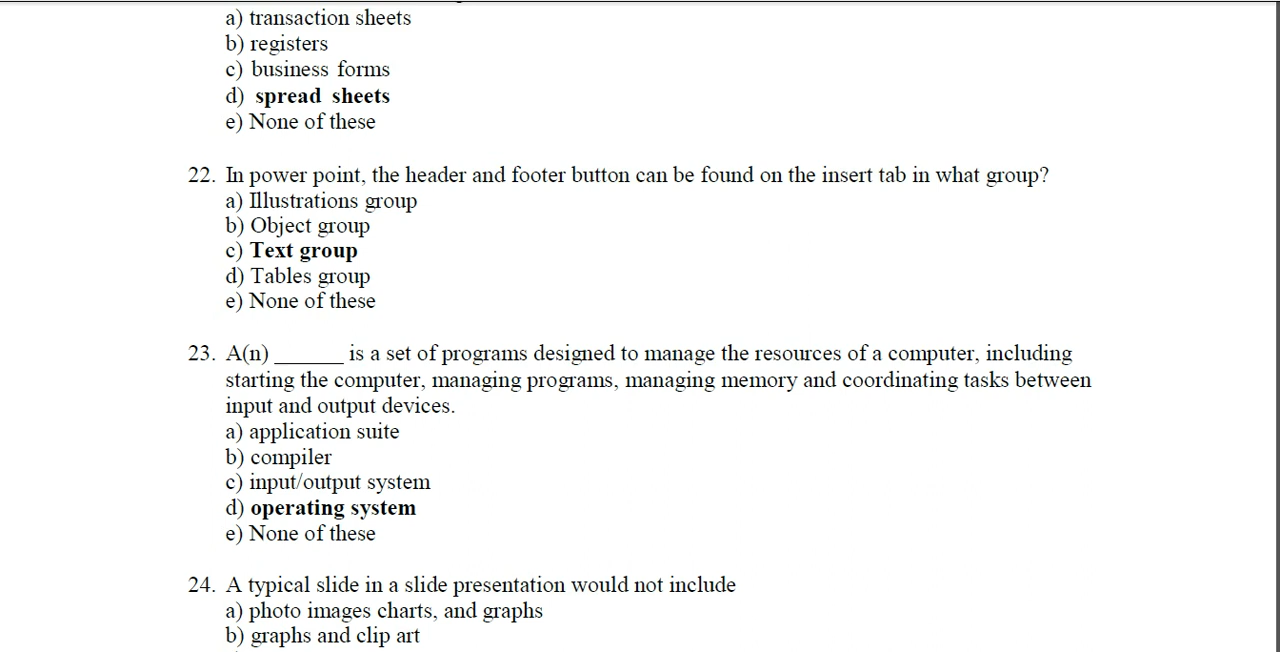 a) transaction sheets
b) registers
c) business forms
d) spread sheets
e) None of these
22. In power point, the header and footer button can be found on the insert tab in what group?
a) Illustrations group
b) Object group
c) Text group
d) Tables group
e) None of these
23. A(n) ______ is a set of programs designed to manage the resources of a computer, including
starting the computer, managing programs, managing memory and coordinating tasks between
input and output devices.
a) application suite
b) compiler
c) input/output system
d) operating system
e) None of these
24. A typical slide in a slide presentation would not include
a) photo images charts, and graphs
b) graphs and clip art